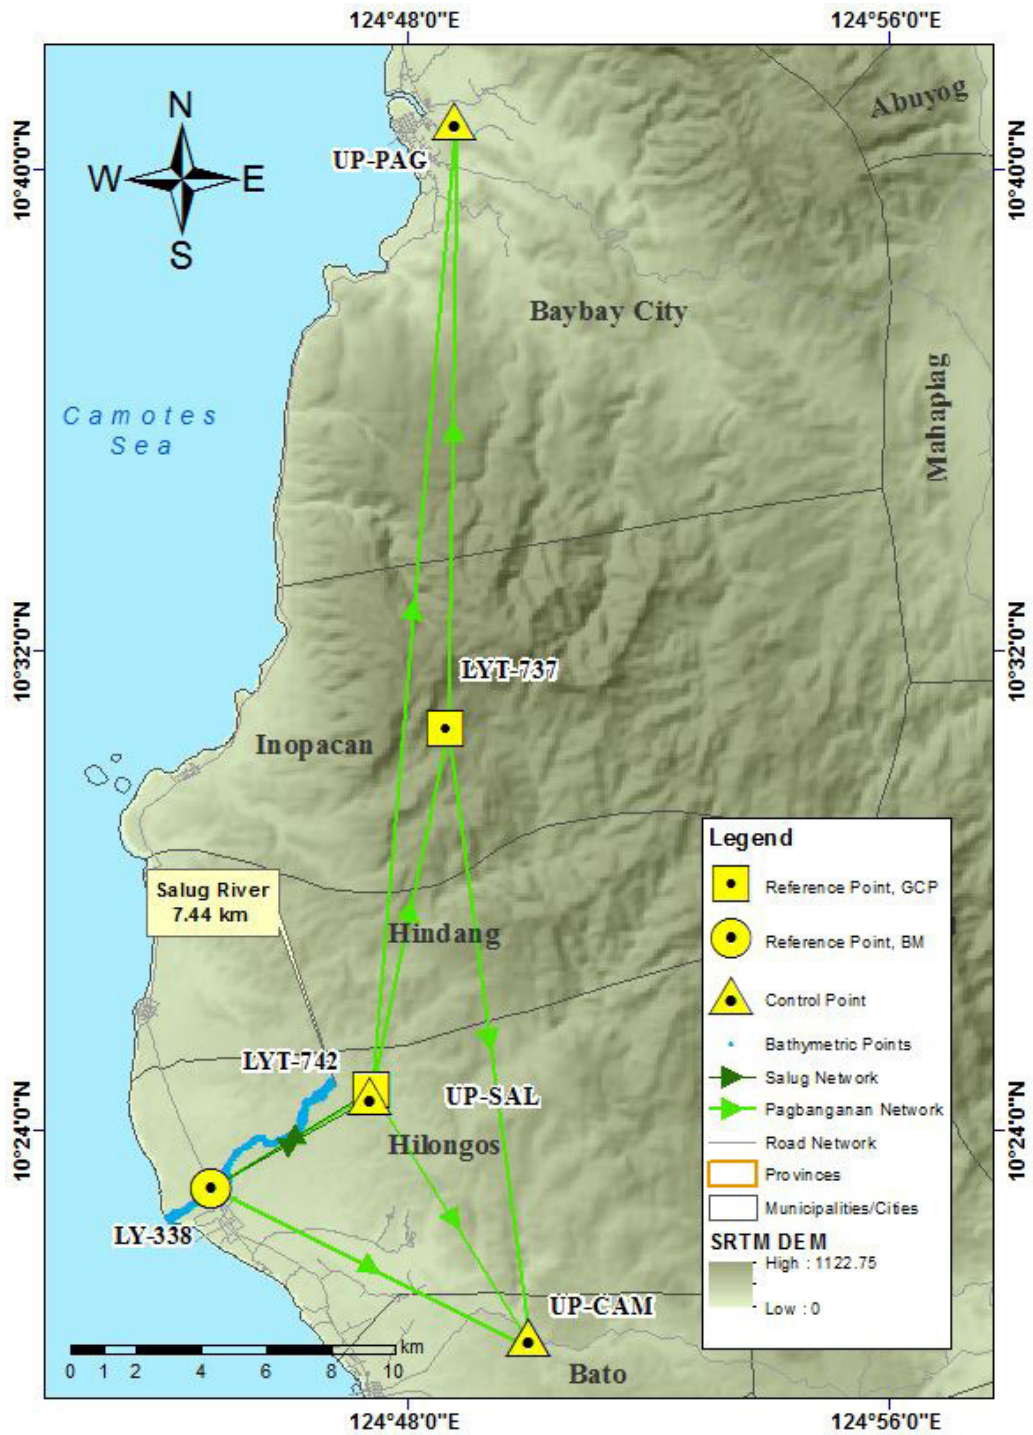 124°48'0"E
124°56'0"E
N
W
E
S
10°40'0"N
10°40'0"N
Abuyog
UP-PAG
Baybay City
Mahaplag
Camotes
Sea
10°32'0"N
10°32'0"N
LYT-737
Inopacan
Salug River
7.44 km
Hindang
LYT-742
UP-SAL
10°24'0"N
10°24'0"N
Hilongos
LY-338
UP-CAM
Bato
Legend
Reference Point, GCP
Reference Point, BM
Control Point
Bathymetric Points
Salug Network
Pagbanganan Network
Road Network
Provinces
Municipalities/Cities
SRTM DEM
High : 1122.75
Low : 0
km
0 1 2 4 6 8 10
124°48'0"E
124°56'0"E